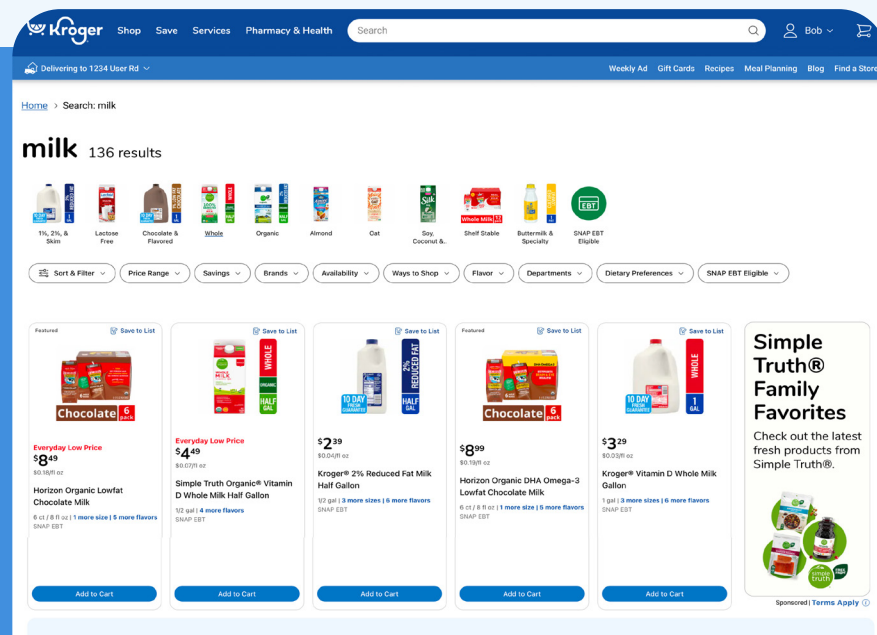 Kroger Shop Save Services Pharmacy & Health Search Bob
Delivering to 1234 User Rd Weekly Ad Gift Cards Recipes Meal Planning Blog Find a Store
Home > Search: milk
milk 136 results
1%, 2%, & Skim
Lactose Free
Chocolate & Flavored
Whole
Organic
Almond
Oat
Soy, Coconut &..
Shelf Stable
Buttermilk & Specialty
EBT
SNAP EBT Eligible
Sort & Filter Price Range Savings Brands Availability Ways to Shop Flavor Departments Dietary Preferences SNAP EBT Eligible
Featured Save to List
Chocolate 6 pack
Everyday Low Price
$8 49
$0.18/fl oz
Horizon Organic Lowfat
Chocolate Milk
6 ct / 8 fl oz | 1 more size | 5 more flavors
SNAP EBT
Add to Cart
Save to List
WHOLE
ORGANIC
HALF GAL
Everyday Low Price
$4 49
$0.07/fl oz
Simple Truth Organic® Vitamin
D Whole Milk Half Gallon
1/2 gal | 4 more flavors
SNAP EBT
Add to Cart
Save to List
2% REDUCED FAT
10 DAY FRESH GUARANTEE
HALF GAL
$2 39
$0.04/fl oz
Kroger® 2% Reduced Fat Milk
Half Gallon
1/2 gal | 3 more sizes | 6 more flavors
SNAP EBT
Add to Cart
Featured Save to List
Chocolate 6 pack
$8 99
$0.19/fl oz
Horizon Organic DHA Omega-3
Lowfat Chocolate Milk
6 ct / 8 fl oz | 1 more size | 5 more flavors
SNAP EBT
Add to Cart
Save to List
WHOLE
10 DAY FRESH GUARANTEE
1 GAL
$3 29
$0.03/fl oz
Kroger® Vitamin D Whole Milk
Gallon
1 gal | 3 more sizes | 6 more flavors
SNAP EBT
Add to Cart
Simple
Truth®
Family
Favorites
Check out the latest
fresh products from
Simple Truth®.
simple truth
Sponsored | Terms Apply